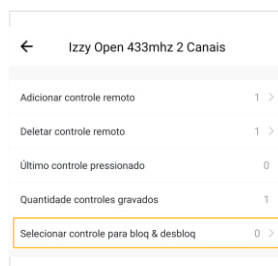 Izzy Open 433mhz 2 Canais
Adicionar controle remoto 1
Deletar controle remoto 1
Último controle pressionado 0
Quantidade controles gravados 1
Selecionar controle para bloq & desbloq 0